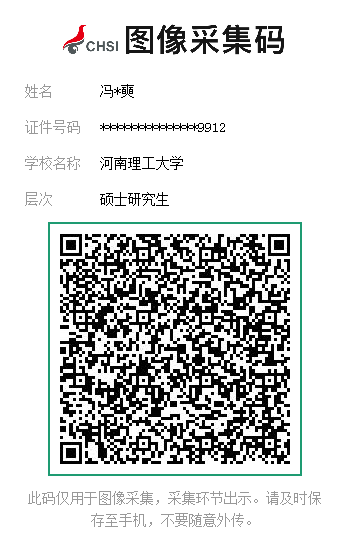 CHSI 图像采集码
姓名 冯*奭
证件号码 **************9912
学校名称 河南理工大学
层次 硕士研究生
此码仅用于图像采集，采集环节出示。请及时保
存至手机，不要随意外传。